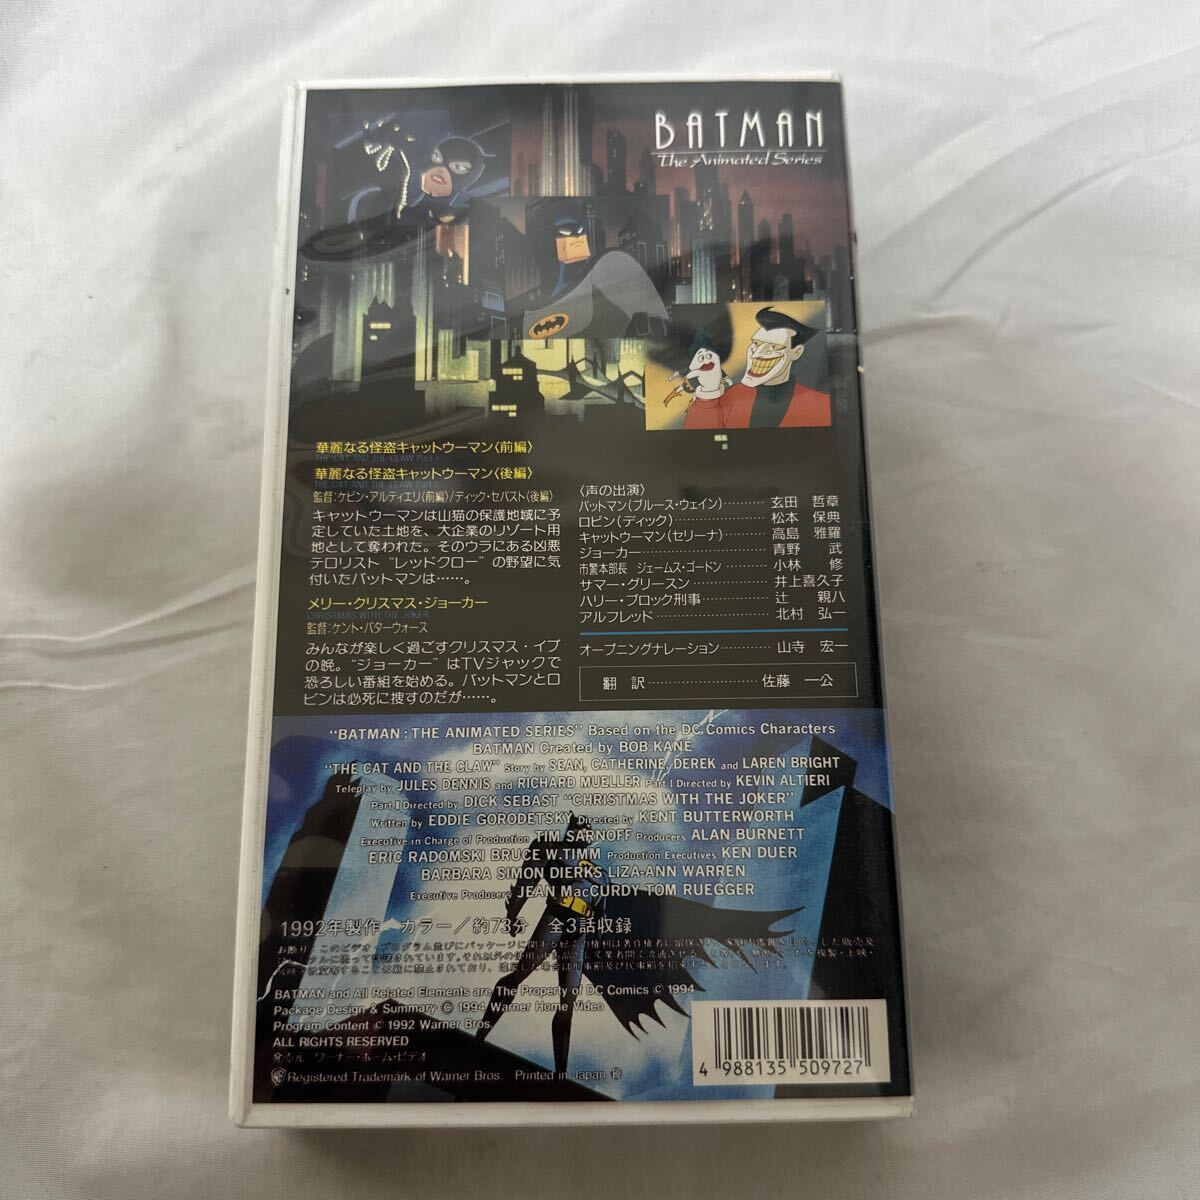 BATMAN
The Animated Series
華麗なる怪盗キャットウーマン〈前編〉
THE CAT AND THE CLAW Part I
華麗なる怪盗キャットウーマン〈後編〉
THE CAT AND THE CLAW Part II
監督:ケビン・アルティエリ(前編)/ディック・セバスト(後編)
キャットウーマンは山猫の保護地域に予
定していた土地を、大企業のリゾート用
地として奪われた。そのウラにある凶悪
テロリスト“レッドクロー”の野望に気
付いたバットマンは……。
メリー・クリスマス・ジョーカー
CHRISTMAS WITH THE JOKER
監督:ケント・バターウォース
みんなが楽しく過ごすクリスマス・イブ
の晩。“ジョーカー”はTVジャックで
恐ろしい番組を始める。バットマンとロ
ビンは必死に捜すのだが……。
〈声の出演〉
バットマン(ブルース・ウェイン)………… 玄田 哲章
ロビン(ディック)………… 松本 保典
キャットウーマン(セリーナ)………… 高島 雅羅
ジョーカー………… 青野 武
市警本部長 ジェームス・ゴードン………… 小林 修
サマー・グリースン………… 井上喜久子
ハリー・ブロック刑事………… 辻 親八
アルフレッド………… 北村 弘一
オープニングナレーション………… 山寺 宏一
翻 訳………… 佐藤 一公
“BATMAN : THE ANIMATED SERIES” Based on the DC Comics Characters
BATMAN Created by BOB KANE
“THE CAT AND THE CLAW” Story by SEAN, CATHERINE, DEREK and LAREN BRIGHT
Teleplay by JULES DENNIS and RICHARD MUELLER Part I Directed by KEVIN ALTIERI
Part II Directed by DICK SEBAST “CHRISTMAS WITH THE JOKER”
Written by EDDIE GORODETSKY Directed by KENT BUTTERWORTH
Executive in Charge of Production TIM SARNOFF Producers ALAN BURNETT
ERIC RADOMSKI BRUCE W. TIMM Production Executives KEN DUER
BARBARA SIMON DIERKS LIZA-ANN WARREN
Executive Producers JEAN MacCURDY TOM RUEGGER
1992年製作 カラー/約73分 全3話収録
BATMAN and All Related Elements are The Property of DC Comics © 1994
Package Design & Summary © 1994 Warner Home Video
Program Content © 1992 Warner Bros.
ALL RIGHTS RESERVED
発売元 ワーナー・ホーム・ビデオ
Registered Trademark of Warner Bros. Printed in Japan
4 988135 509727